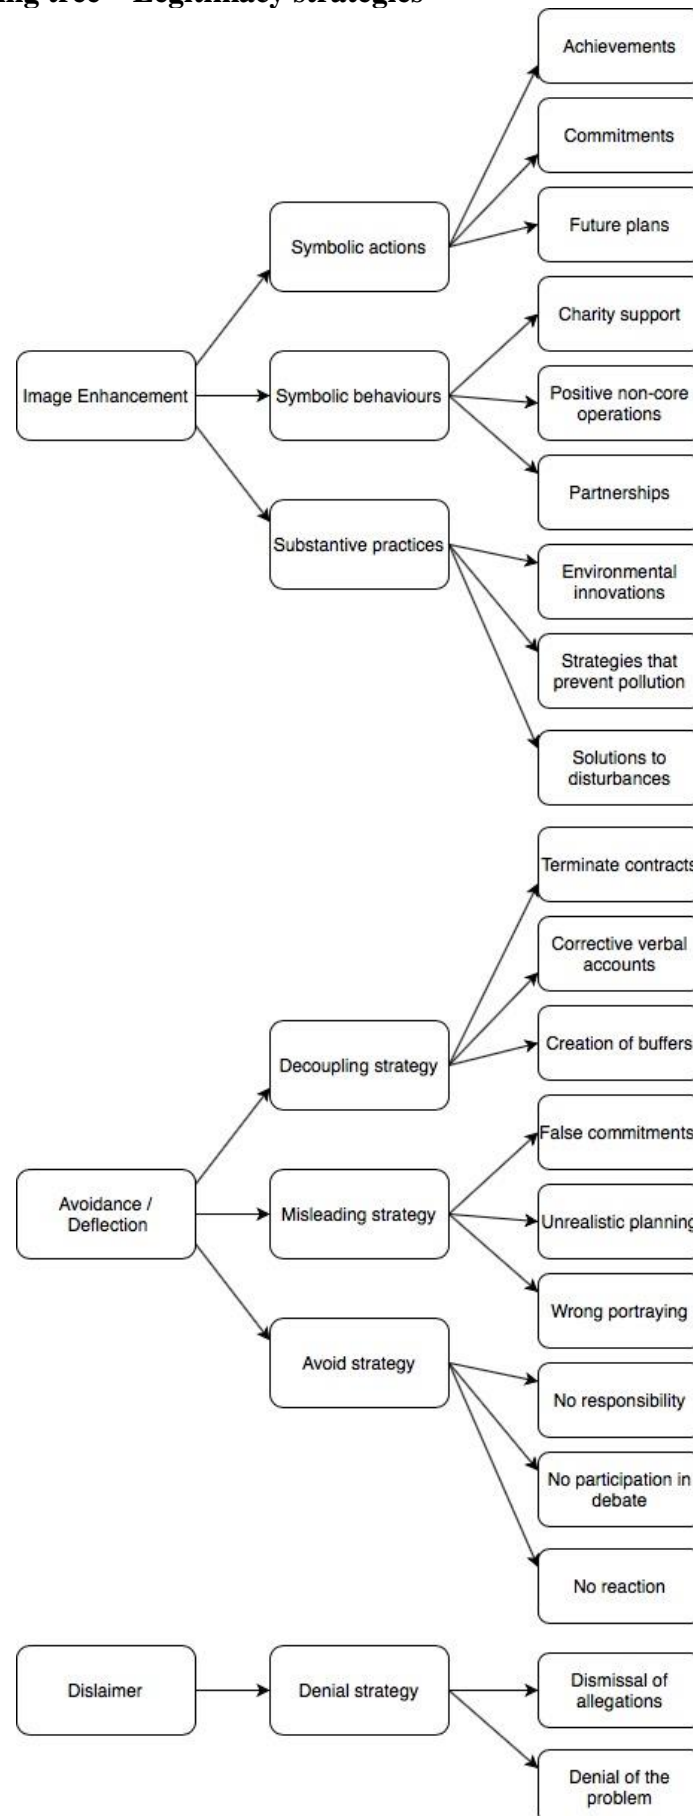 tree – Legitimacy strategies
Achievements
Commitments
Symbolic actions
Future plans
Charity support
Image Enhancement
Symbolic behaviours
Positive non-core
operations
Partnerships
Substantive practices
Environmental
innovations
Strategies that
prevent pollution
Solutions to
disturbances
Terminate contracts
Corrective verbal
accounts
Decoupling strategy
Creation of buffers
False commitments
Avoidance /
Deflection
Misleading strategy
Unrealistic planning
Wrong portraying
Avoid strategy
No responsibility
No participation in
debate
No reaction
Dislaimer
Denial strategy
Dismissal of
allegations
Denial of the
problem